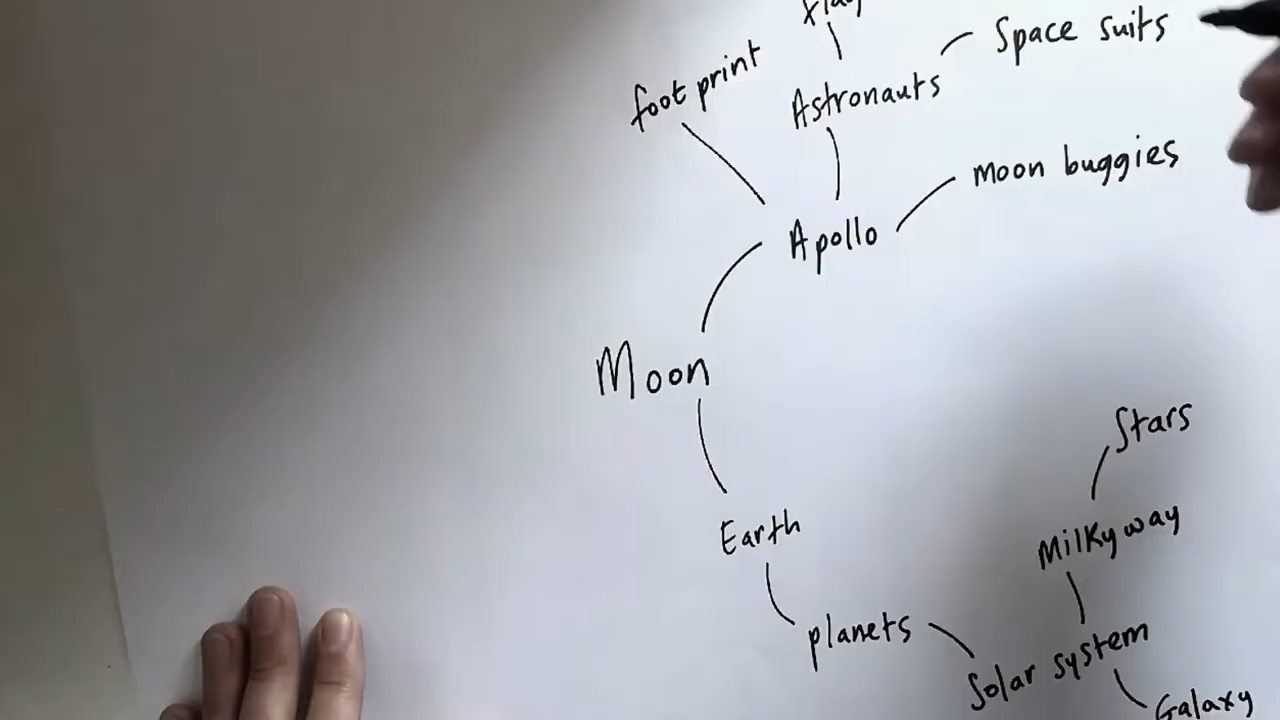 Space suits
foot print
Astronauts
moon buggies
Apollo
Moon
Stars
Earth
Milky way
planets
Solar system
Galaxy